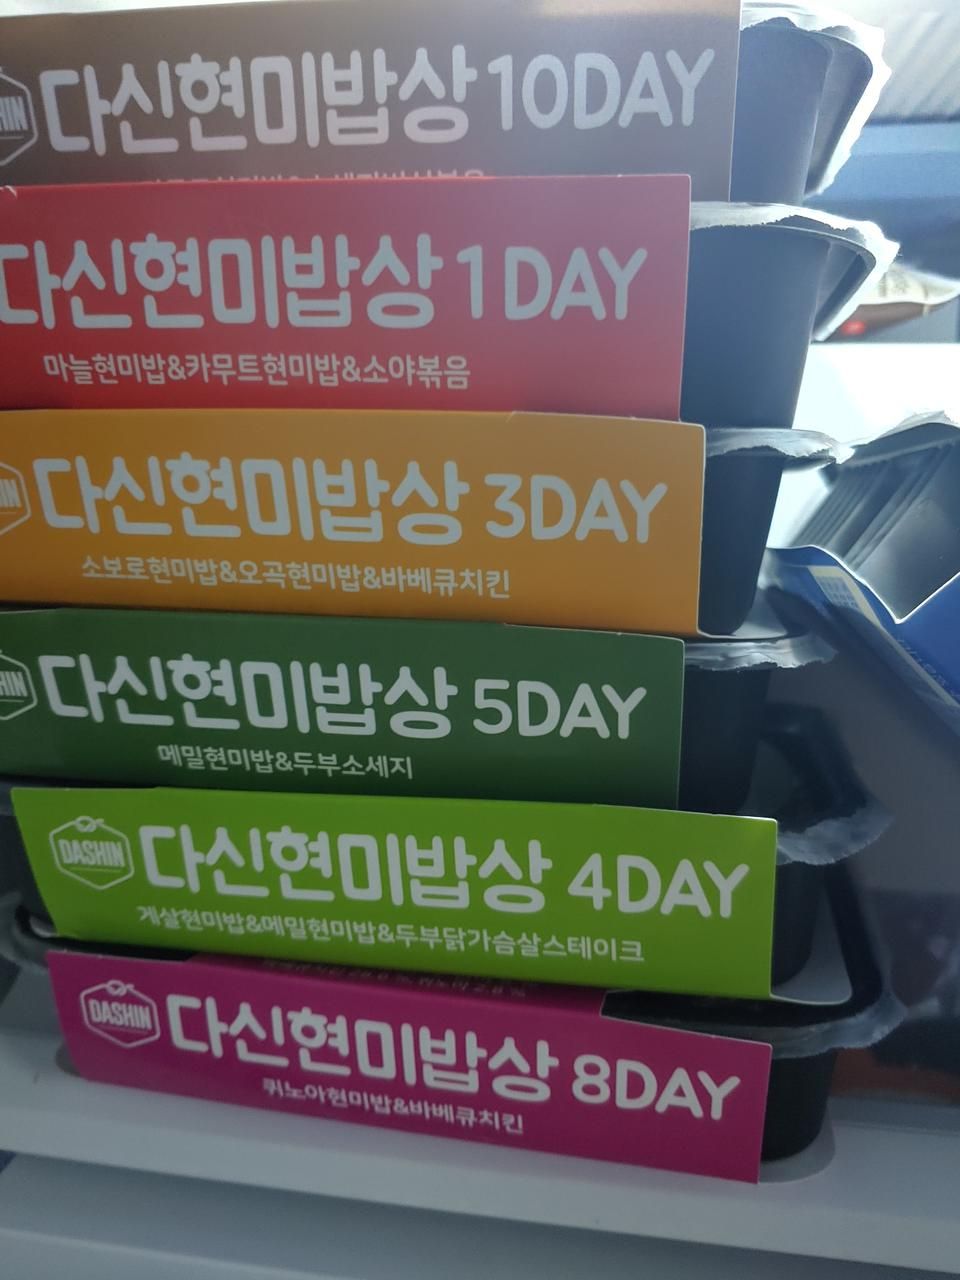 다신현미밥상 10DAY
다신현미밥상 1DAY
마늘현미밥&카무트현미밥&소야볶음
다신현미밥상 3DAY
소보로현미밥&오곡현미밥&바베큐치킨
다신현미밥상 5DAY
메밀현미밥&두부소세지
DASHIN
다신현미밥상 4DAY
게살현미밥&메밀현미밥&두부닭가슴살스테이크
DASHIN
다신현미밥상 8DAY
퀴노아현미밥&바베큐치킨